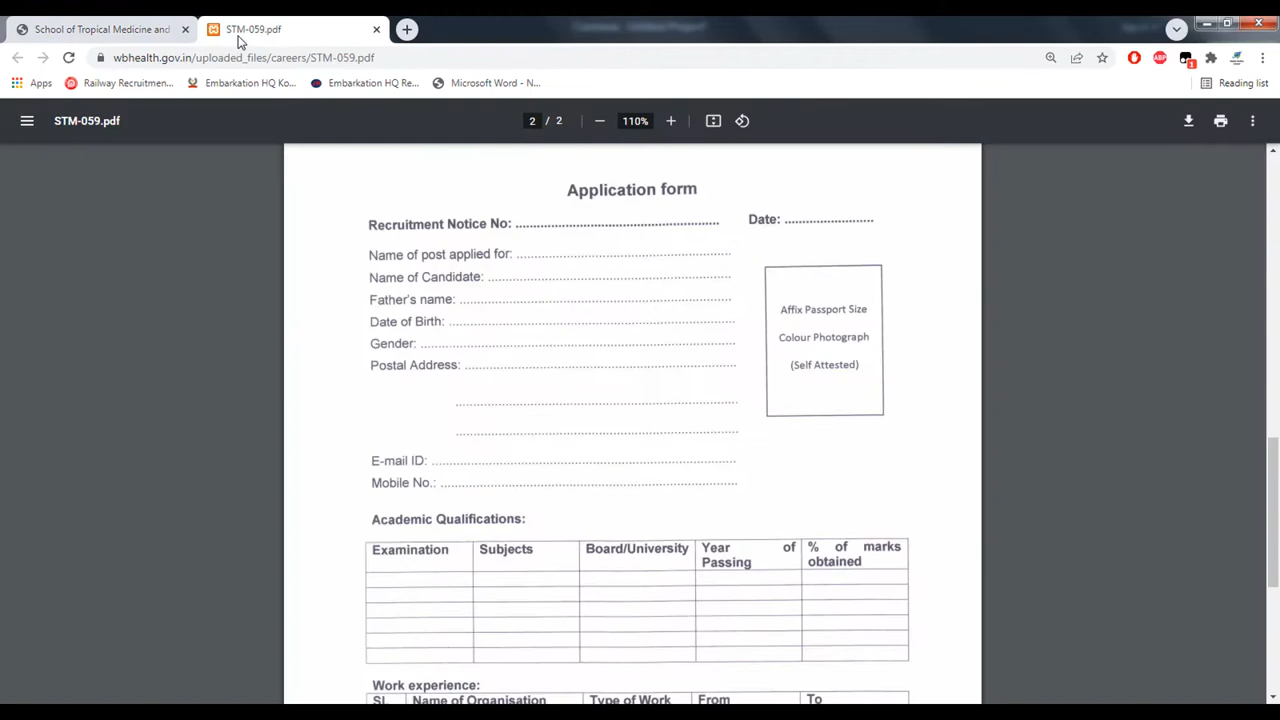 School of Tropical Medicine and
STM-059.pdf
wbhealth.gov.in/uploaded_files/careers/STM-059.pdf
ABP
1
Apps
Railway Recruitmen...
Embarkation HQ Ko...
Embarkation HQ Re...
Microsoft Word - N...
Reading list
STM-059.pdf
2 / 2
110%
Application form
Recruitment Notice No: ......................................................
Date: ........................
Name of post applied for: ......................................................
Name of Candidate: ......................................................
Father's name: ......................................................
Date of Birth: ......................................................
Gender: ......................................................
Postal Address: ......................................................
......................................................
......................................................
Affix Passport Size
Colour Photograph
(Self Attested)
E-mail ID: ......................................................
Mobile No.: ......................................................
Academic Qualifications:
Examination Subjects Board/University Year of Passing % of marks obtained
Work experience:
Sl. Name of Organisation Type of Work From To